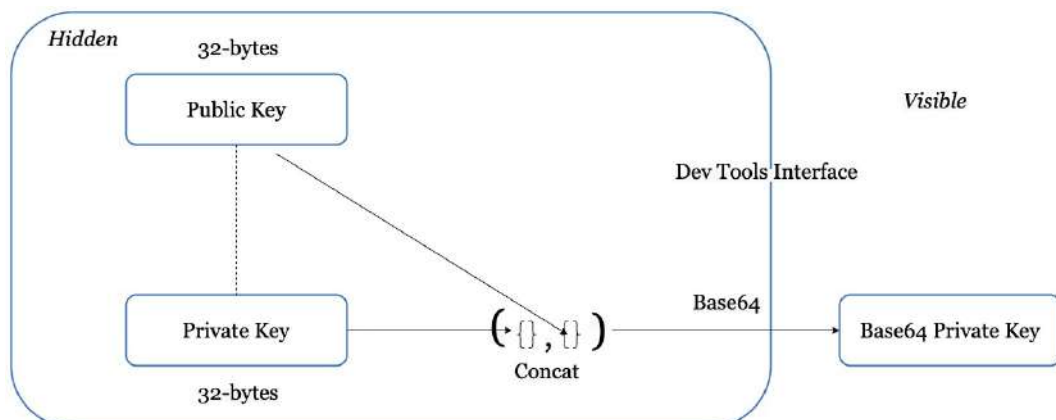 Hidden
32-bytes
Public Key
Visible
Dev Tools Interface
Private Key
( {} , {} )
Concat
Base64
Base64 Private Key
32-bytes